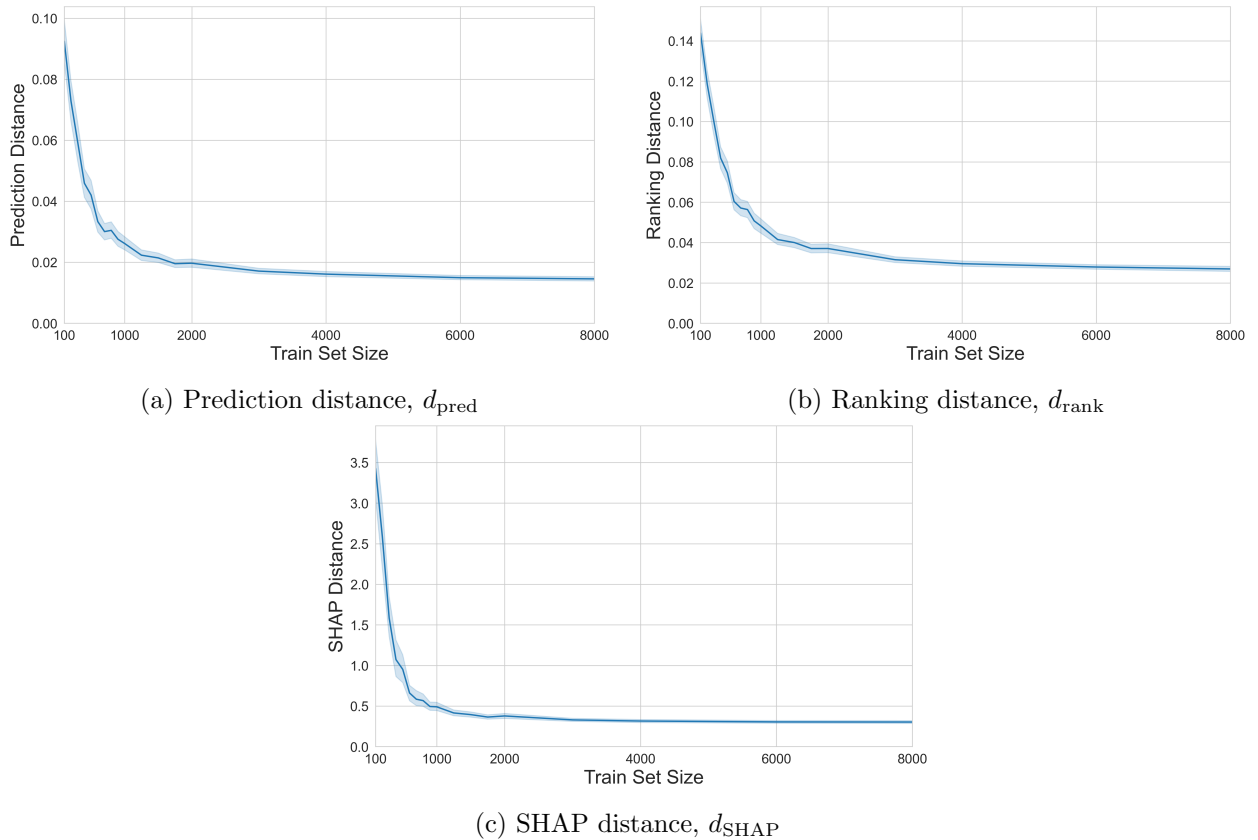 0.10
0.08
0.06
0.04
0.02
0.00
Prediction Distance
100 1000 2000 4000 6000 8000
Train Set Size
(a) Prediction distance, d_pred
0.14
0.12
0.10
0.08
0.06
0.04
0.02
0.00
Ranking Distance
100 1000 2000 4000 6000 8000
Train Set Size
(b) Ranking distance, d_rank
3.5
3.0
2.5
2.0
1.5
1.0
0.5
0.0
SHAP Distance
100 1000 2000 4000 6000 8000
Train Set Size
(c) SHAP distance, d_SHAP